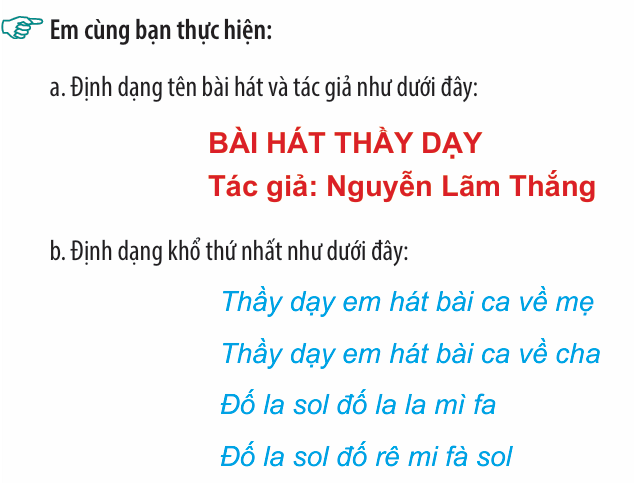 Em cùng bạn thực hiện:
a. Định dạng tên bài hát và tác giả như dưới đây:
BÀI HÁT THẦY DẠY
Tác giả: Nguyễn Lãm Thắng
b. Định dạng khổ thứ nhất như dưới đây:
Thầy dạy em hát bài ca về mẹ
Thầy dạy em hát bài ca về cha
Đố la sol đố la la mì fa
Đố la sol đố rê mi fà sol